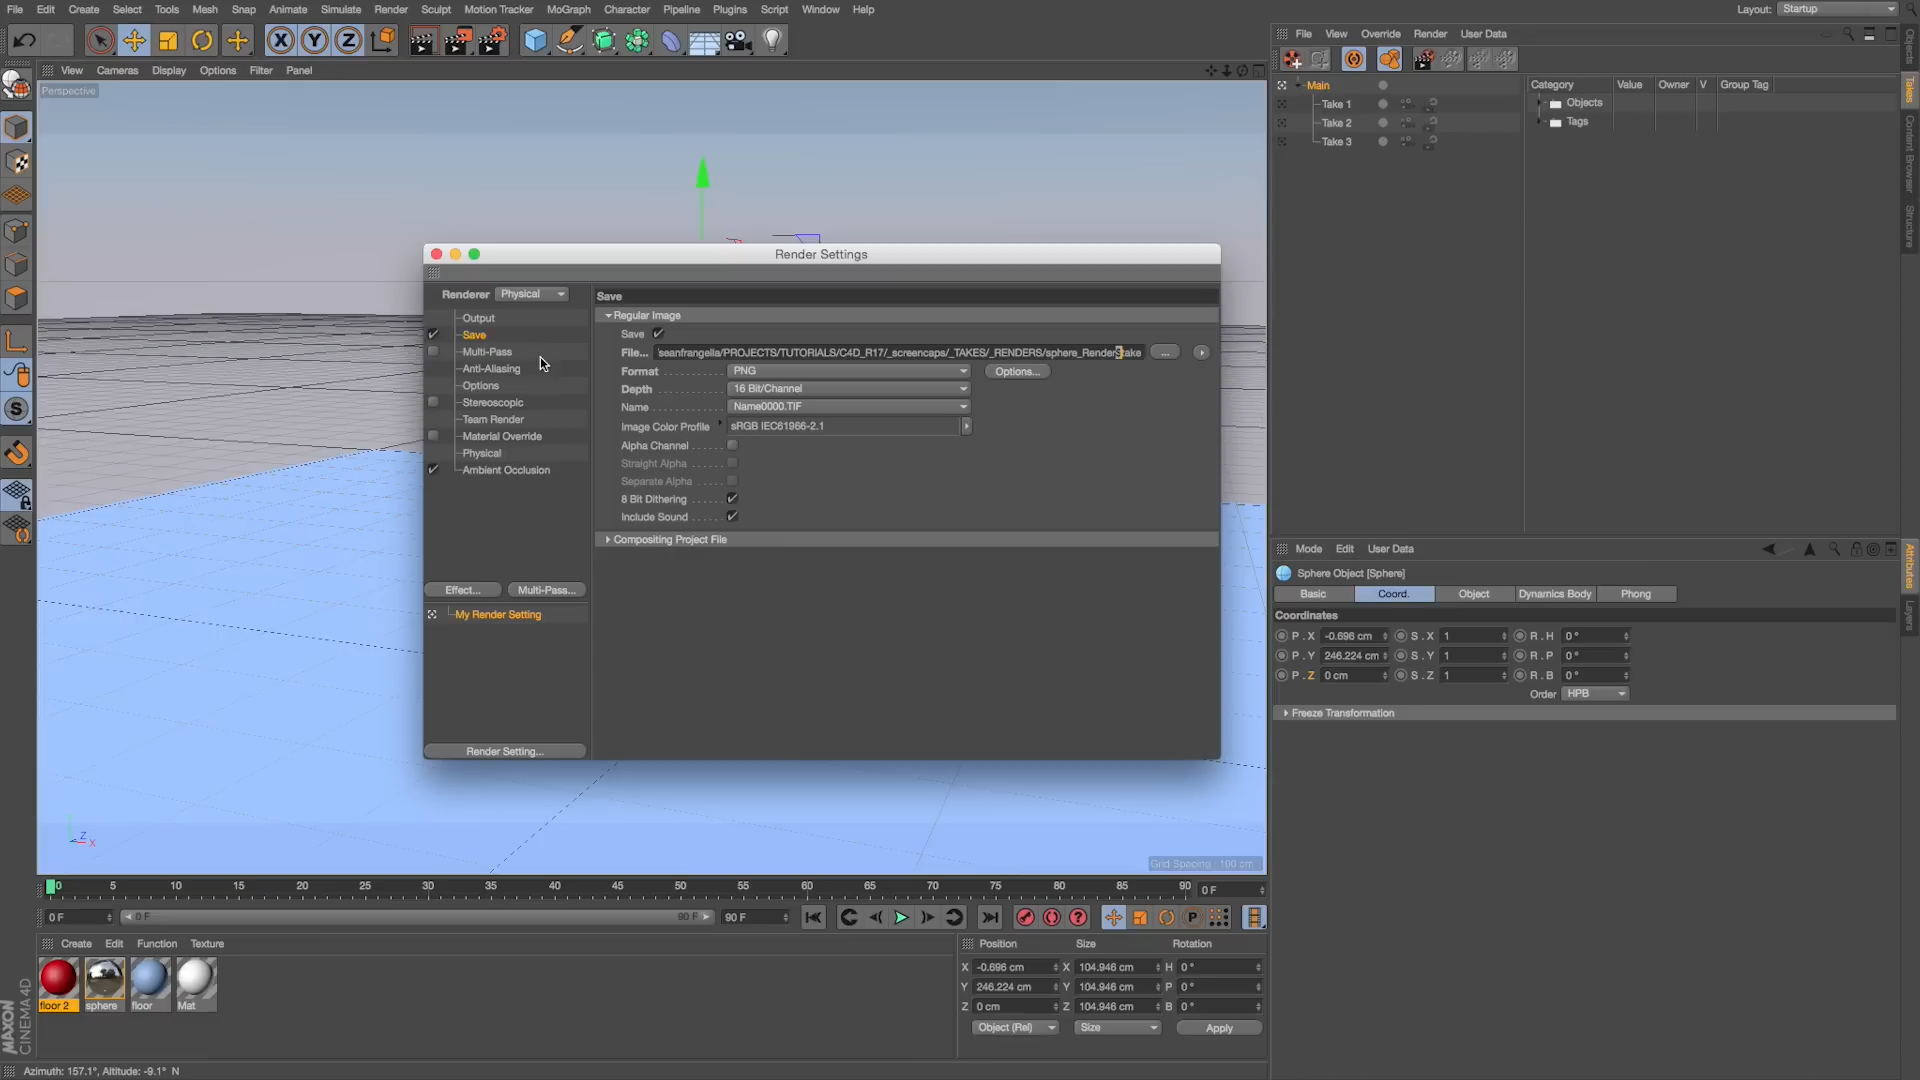 File Edit Create Select Tools Mesh Snap Animate Simulate Render Sculpt Motion Tracker MoGraph Character Pipeline Plugins Script Window Help Layout: Startup
File View Override Render User Data
View Cameras Display Options Filter Panel
Perspective
Main
Take 1
Take 2
Take 3
Category Value Owner V Group Tag
Objects
Tags
Objects
Takes
Content Browser
Structure
Render Settings
Renderer Physical
Output
Save
Multi-Pass
Anti-Aliasing
Options
Stereoscopic
Team Render
Material Override
Physical
Ambient Occlusion
Effect... Multi-Pass...
My Render Setting
Render Setting...
Save
Regular Image
Save
File... seanfrangella/PROJECTS/TUTORIALS/C4D_R17/_screencaps/_TAKES/_RENDERS/sphere_Render$take ...
Format PNG Options...
Depth 16 Bit/Channel
Name Name0000.TIF
Image Color Profile sRGB IEC61966-2.1
Alpha Channel
Straight Alpha
Separate Alpha
8 Bit Dithering
Include Sound
Compositing Project File
Mode Edit User Data
Sphere Object [Sphere]
Basic Coord. Object Dynamics Body Phong
Coordinates
P . X -0.696 cm S . X 1 R . H 0 °
P . Y 246.224 cm S . Y 1 R . P 0 °
P . Z 0 cm S . Z 1 R . B 0 °
Order HPB
Freeze Transformation
Attributes
Layers
Z
X
Grid Spacing : 100 cm
0 5 10 15 20 25 30 35 40 45 50 55 60 65 70 75 80 85 90 0 F
0 F 0 F 90 F 90 F
Create Edit Function Texture
floor 2 sphere floor Mat
Position Size Rotation
X -0.696 cm X 104.946 cm H 0 °
Y 246.224 cm Y 104.946 cm P 0 °
Z 0 cm Z 104.946 cm B 0 °
Object (Rel) Size Apply
MAXON
CINEMA 4D
Azimuth: 157.1°, Altitude: -9.1° N